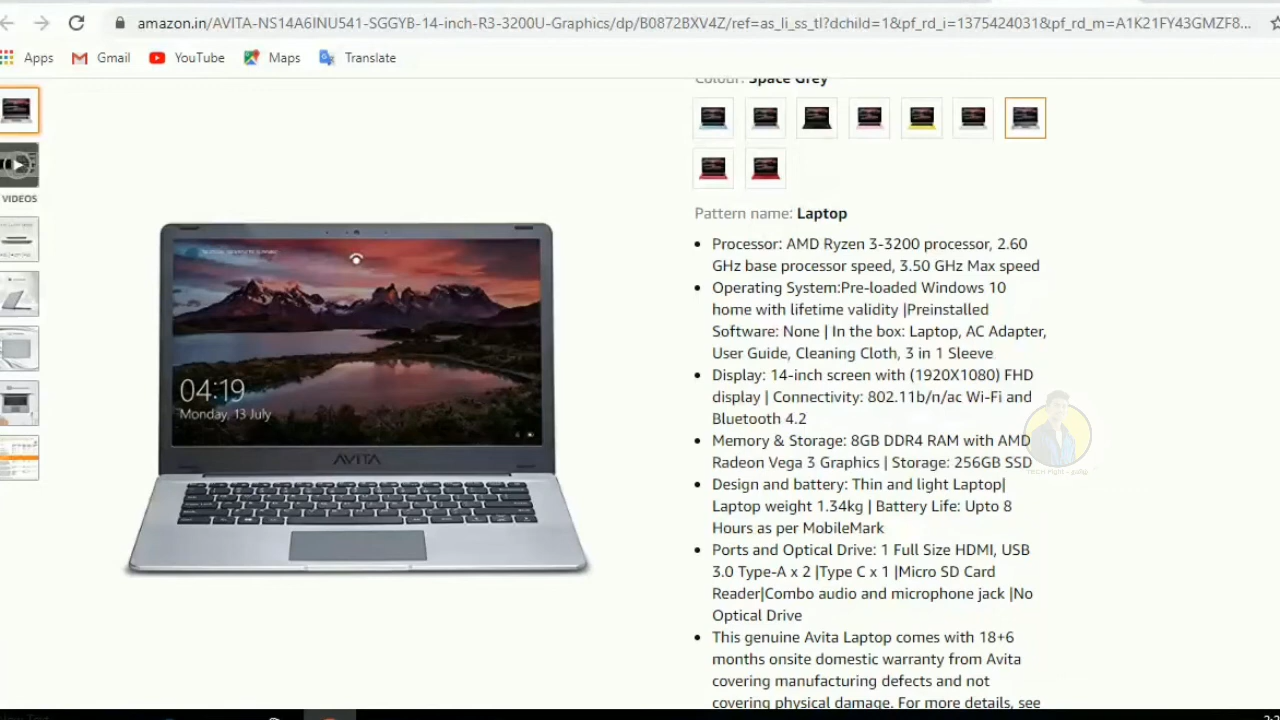 amazon.in/AVITA-NS14A6INU541-SGGYB-14-inch-R3-3200U-Graphics/dp/B0872BXV4Z/ref=as_li_ss_tl?dchild=1&pf_rd_i=1375424031&pf_rd_m=A1K21FY43GMZF8...
Apps Gmail YouTube Maps Translate
Colour: Space Grey
VIDEOS
Pattern name: Laptop
• Processor: AMD Ryzen 3-3200 processor, 2.60
GHz base processor speed, 3.50 GHz Max speed
• Operating System:Pre-loaded Windows 10
home with lifetime validity |Preinstalled
Software: None | In the box: Laptop, AC Adapter,
User Guide, Cleaning Cloth, 3 in 1 Sleeve
• Display: 14-inch screen with (1920X1080) FHD
display | Connectivity: 802.11b/n/ac Wi-Fi and
Bluetooth 4.2
• Memory & Storage: 8GB DDR4 RAM with AMD
Radeon Vega 3 Graphics | Storage: 256GB SSD
• Design and battery: Thin and light Laptop|
Laptop weight 1.34kg | Battery Life: Upto 8
Hours as per MobileMark
• Ports and Optical Drive: 1 Full Size HDMI, USB
3.0 Type-A x 2 |Type C x 1 |Micro SD Card
Reader|Combo audio and microphone jack |No
Optical Drive
• This genuine Avita Laptop comes with 18+6
months onsite domestic warranty from Avita
covering manufacturing defects and not
covering physical damage. For more details, see
04:19
Monday, 13 July
AVITA